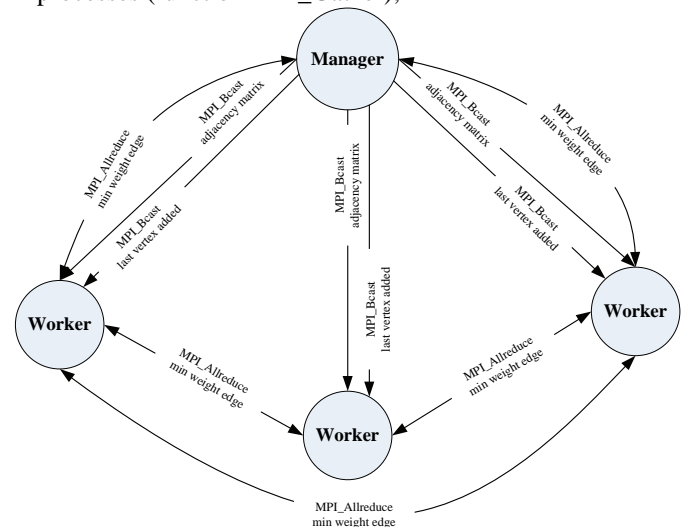 Manager
MPI_Bcast
adjacency matrix
MPI_Bcast
adjacency matrix
MPI_Allreduce
min weight edge
MPI_Allreduce
min weight edge
MPI_Bcast
adjacency matrix
MPI_Bcast
last vertex added
MPI_Bcast
last vertex added
MPI_Bcast
last vertex added
Worker
Worker
MPI_Allreduce
min weight edge
MPI_Allreduce
min weight edge
Worker
MPI_Allreduce
min weight edge